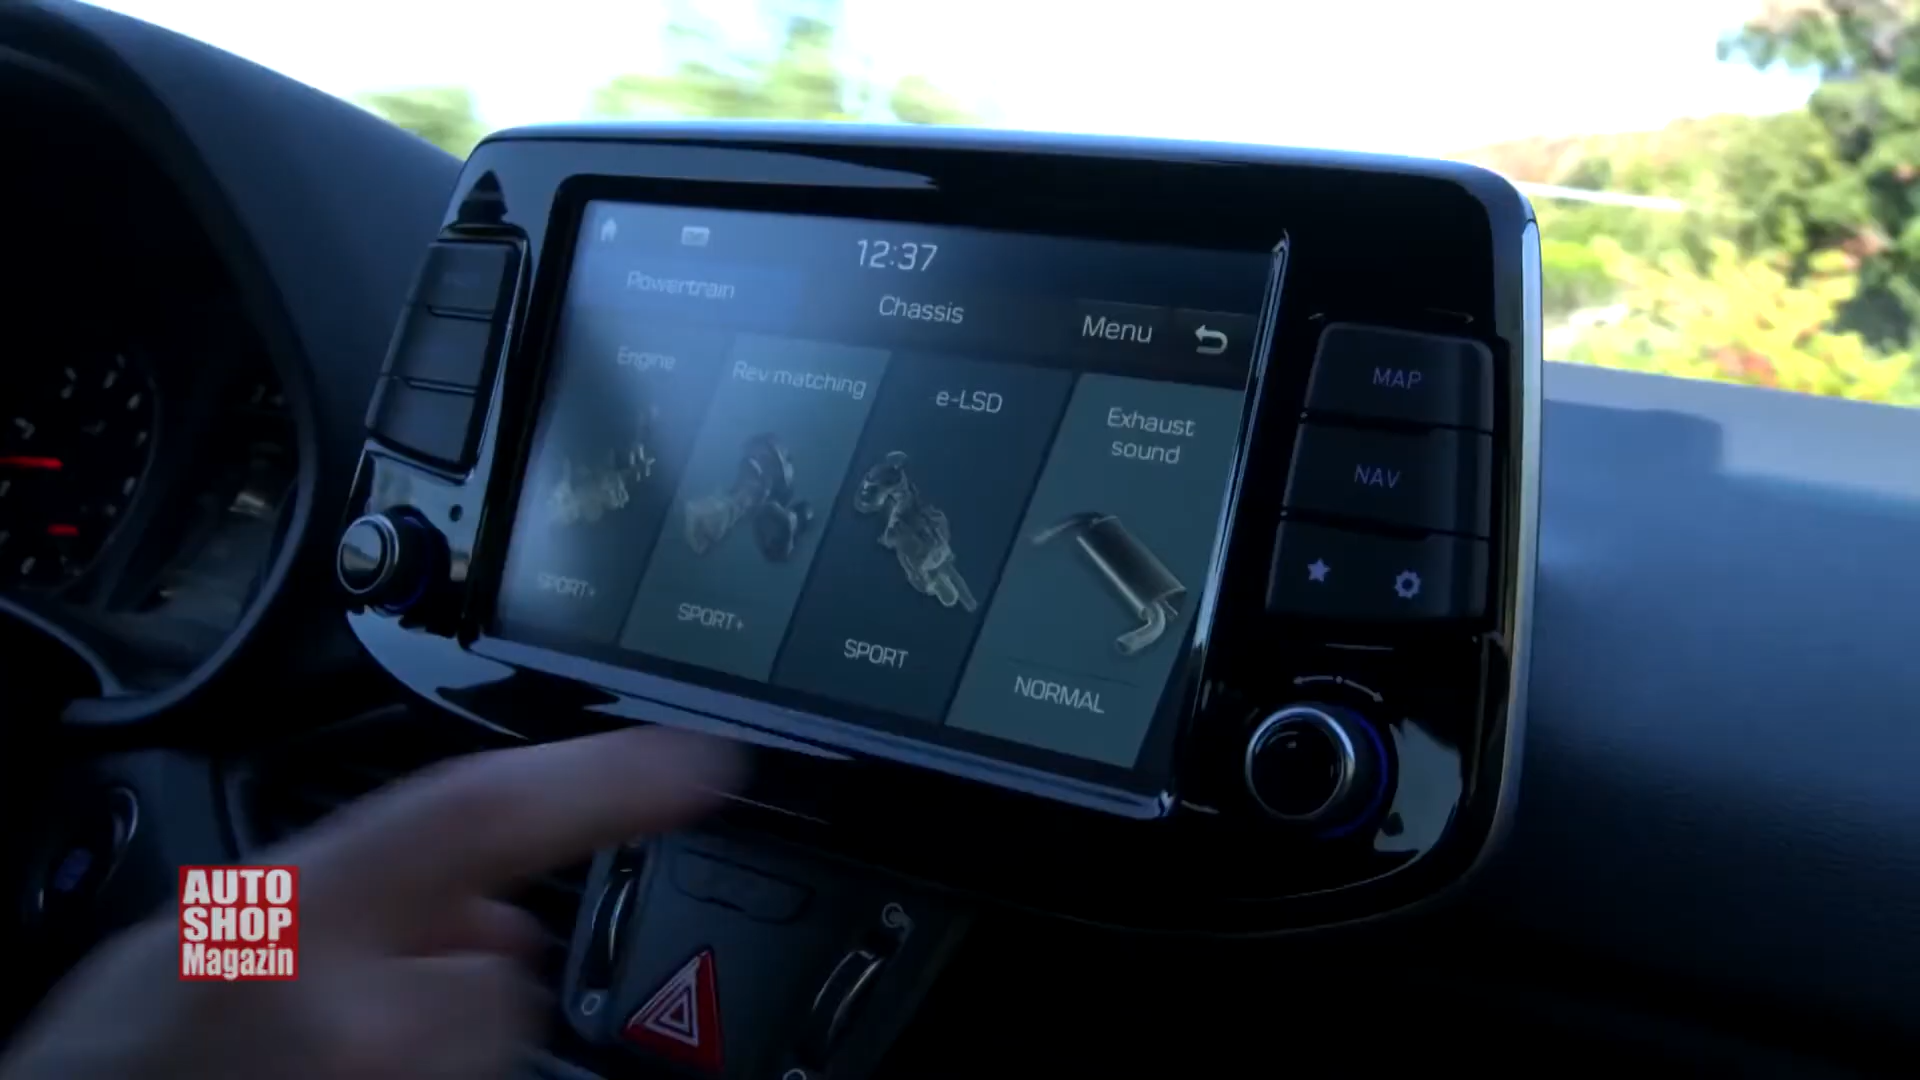 12:37
Powertrain
Chassis
Menu
Engine
Rev matching
e-LSD
Exhaust
sound
SPORT+
SPORT+
SPORT
NORMAL
MAP
NAV
AUTO
SHOP
Magazin